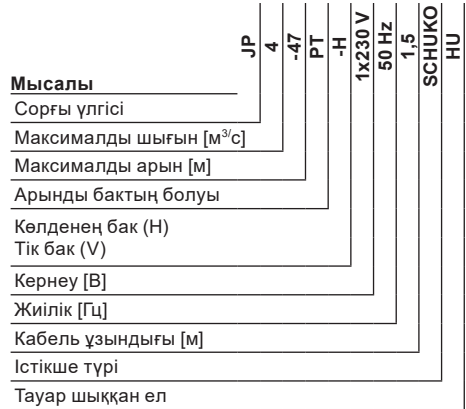 JP
4
-47
PT
-H
1x230 V
50 Hz
1,5
SCHUKO
HU
Мысалы
Сорғы үлгісі
Максималды шығын [м³/с]
Максималды арын [м]
Арынды бактың болуы
Көлденең бак (H)
Тік бак (V)
Кернеу [В]
Жиілік [Гц]
Кабель ұзындығы [м]
Істікше түрі
Тауар шыққан ел